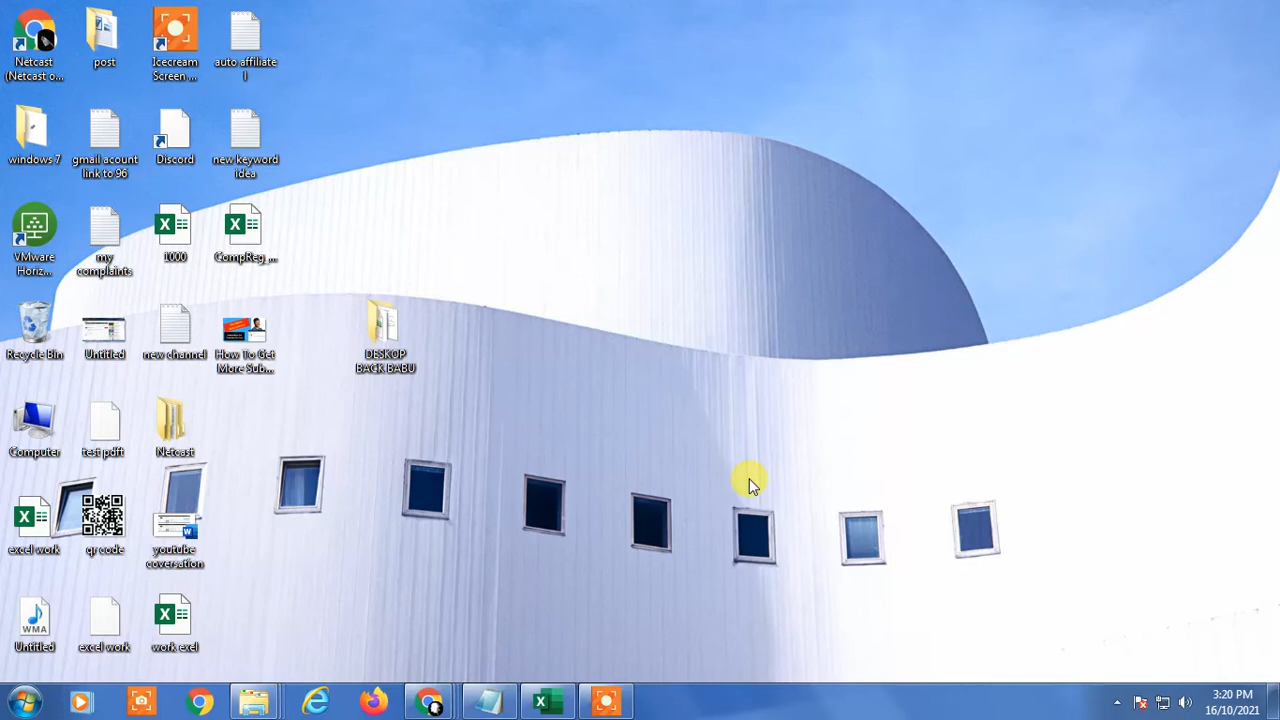 Netcast
(Netcast o...
post
Icecream
Screen ...
auto affiliate
l
windows 7
gmail acount
link to 96
Discord
new keyword
idea
VMware
Horiz...
my
complaints
1000
CompReg_...
Recycle Bin
Untitled
new channel
How To Get
More Sub...
DESKOP
BACK BABU
Computer
test pdft
Netcast
excel work
qr code
youtube
coversation
Untitled
excel work
work exel
3:20 PM
16/10/2021